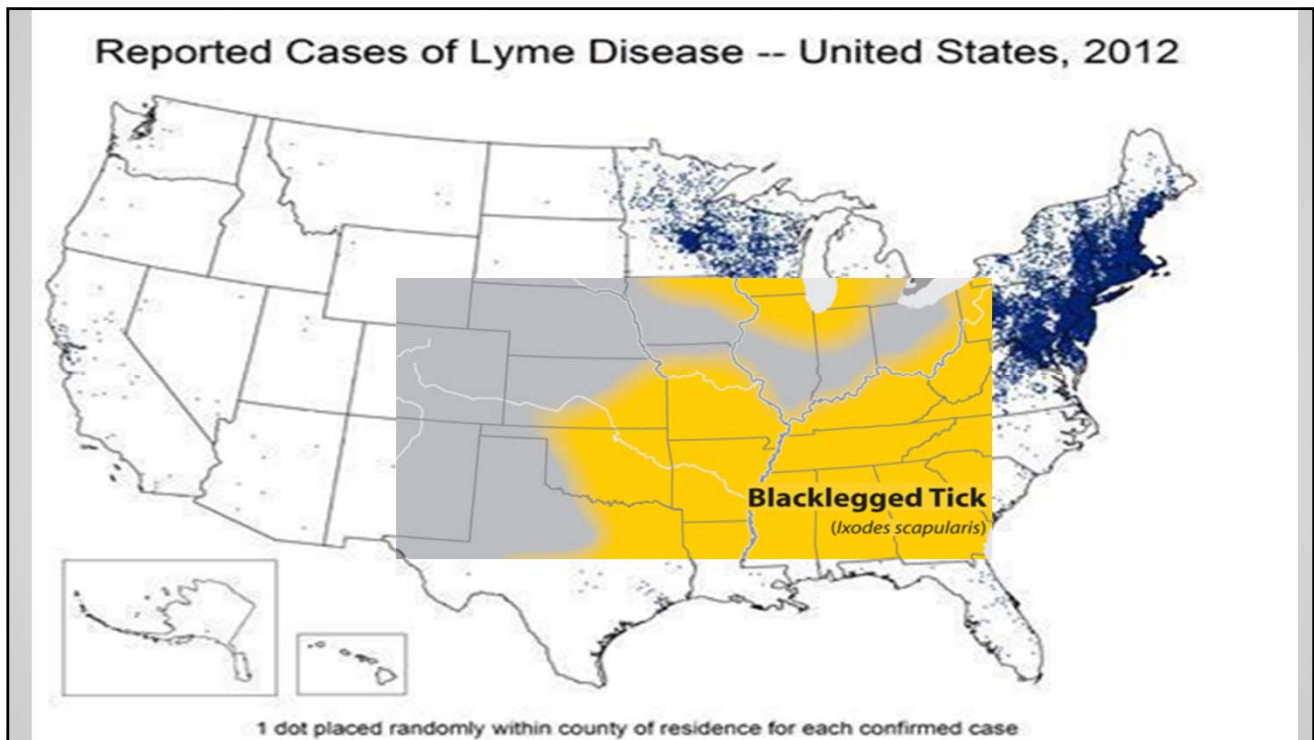 Reported Cases of Lyme Disease -- United States, 2012
Blacklegged Tick
(Ixodes scapularis)
1 dot placed randomly within county of residence for each confirmed case